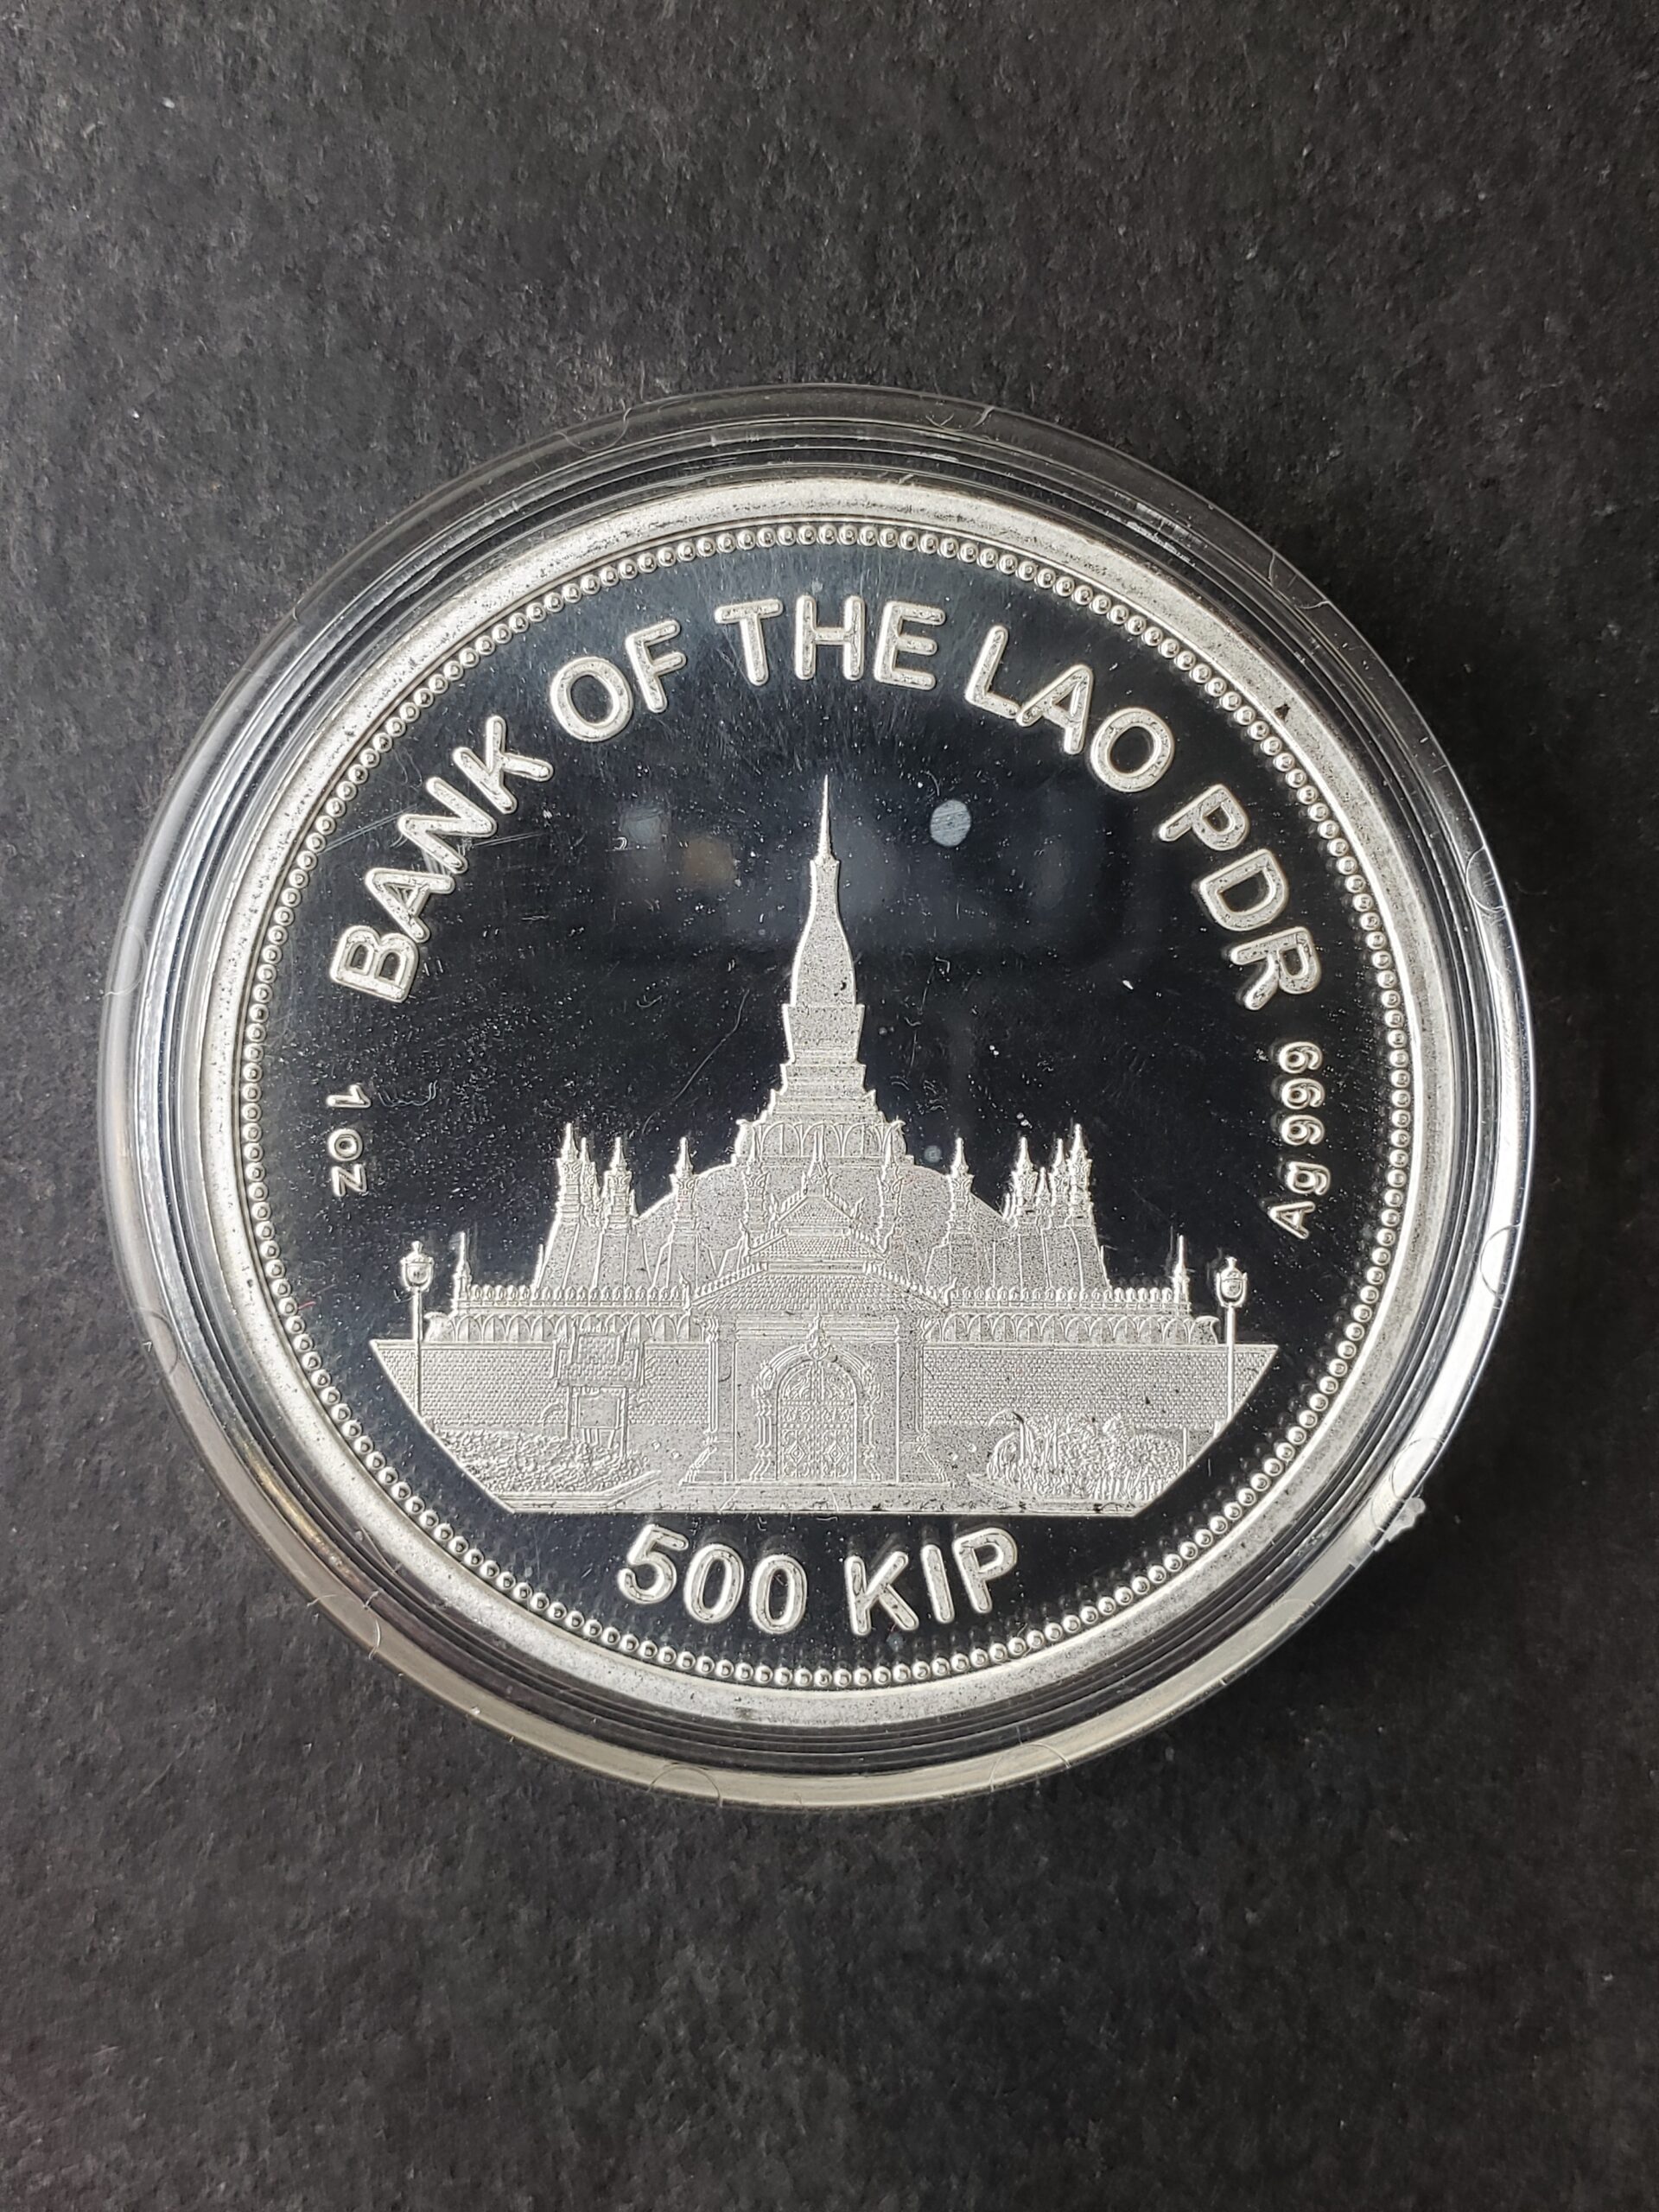 BANK OF THE LAO PDR
1 OZ
Ag 999
500 KIP